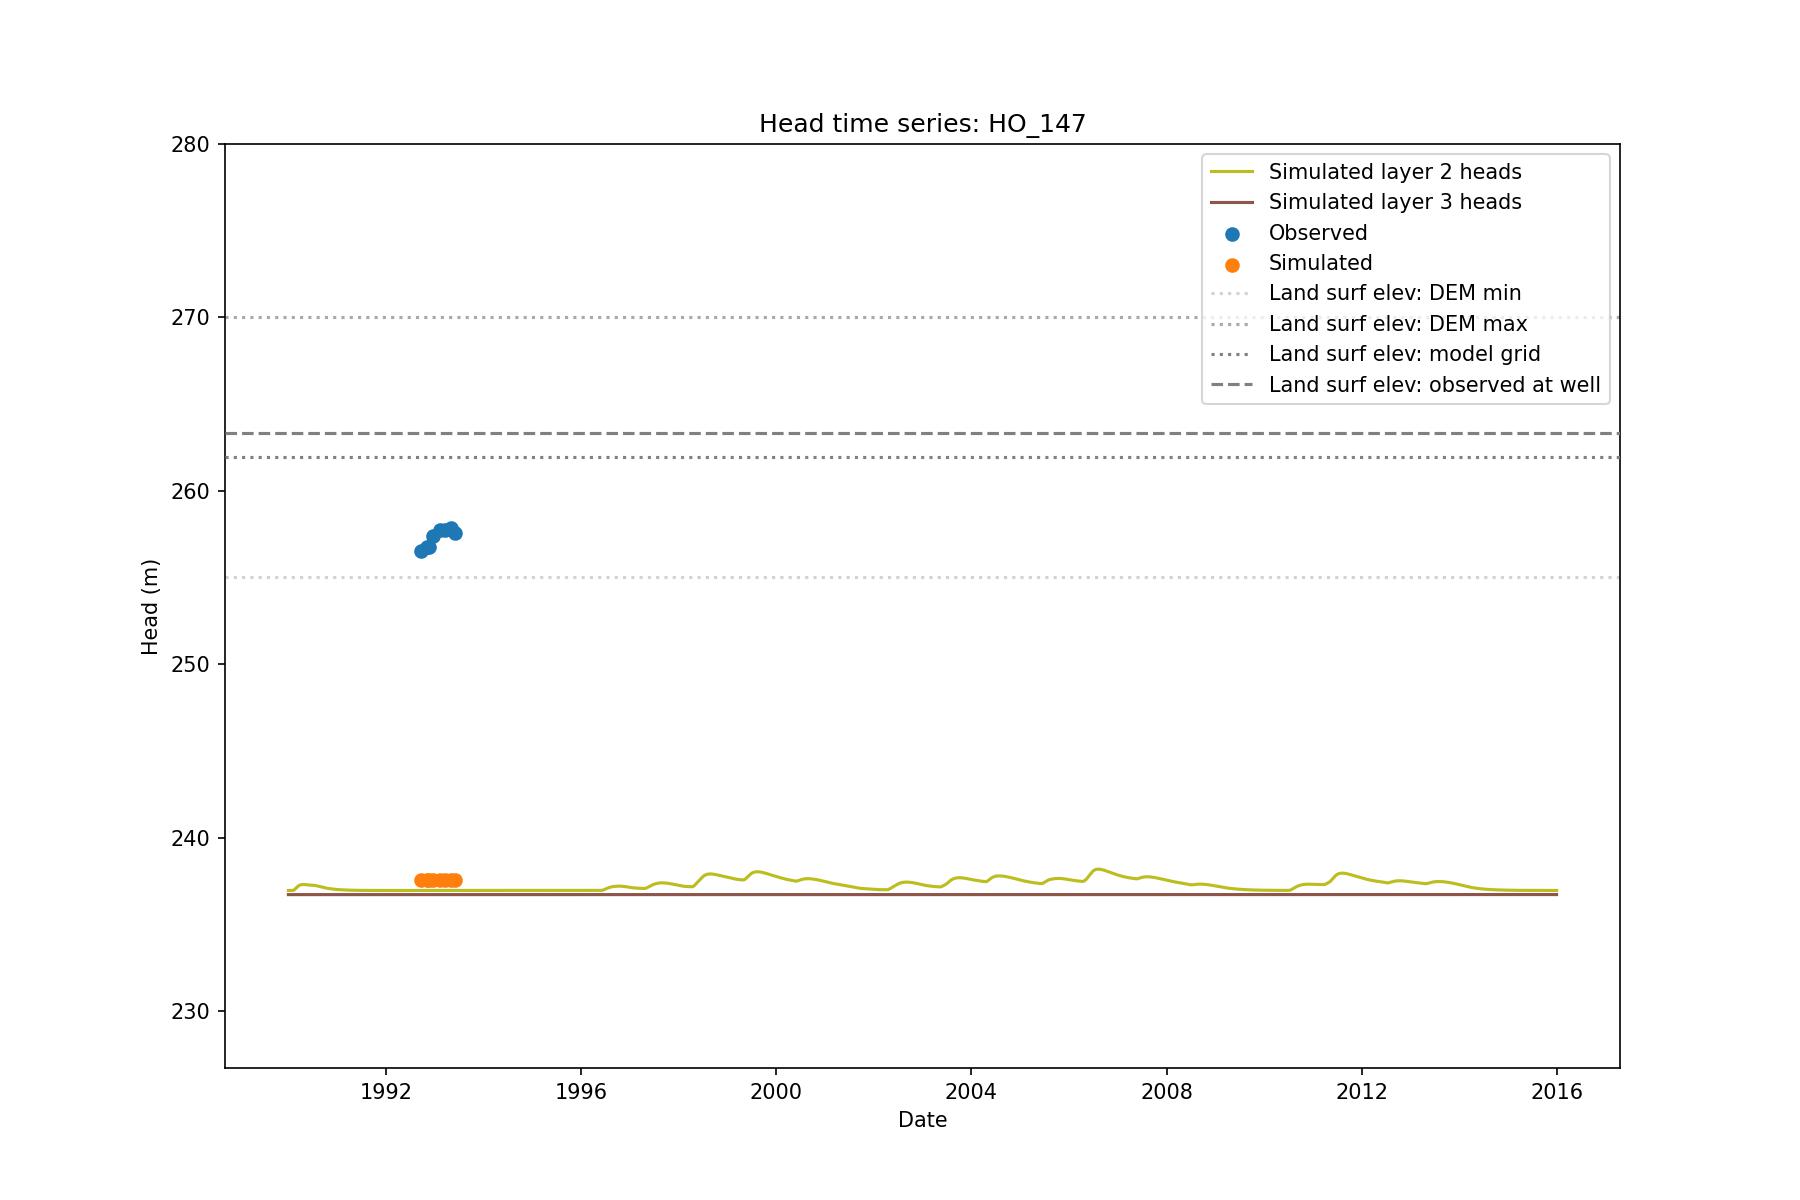 Head time series: HO_147
280
270
260
250
240
230
Head (m)
Simulated layer 2 heads
Simulated layer 3 heads
Observed
Simulated
Land surf elev: DEM min
Land surf elev: DEM max
Land surf elev: model grid
Land surf elev: observed at well
1992 1996 2000 2004 2008 2012 2016
Date